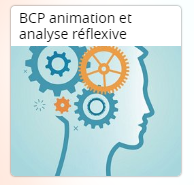 BCP animation et
analyse réflexive